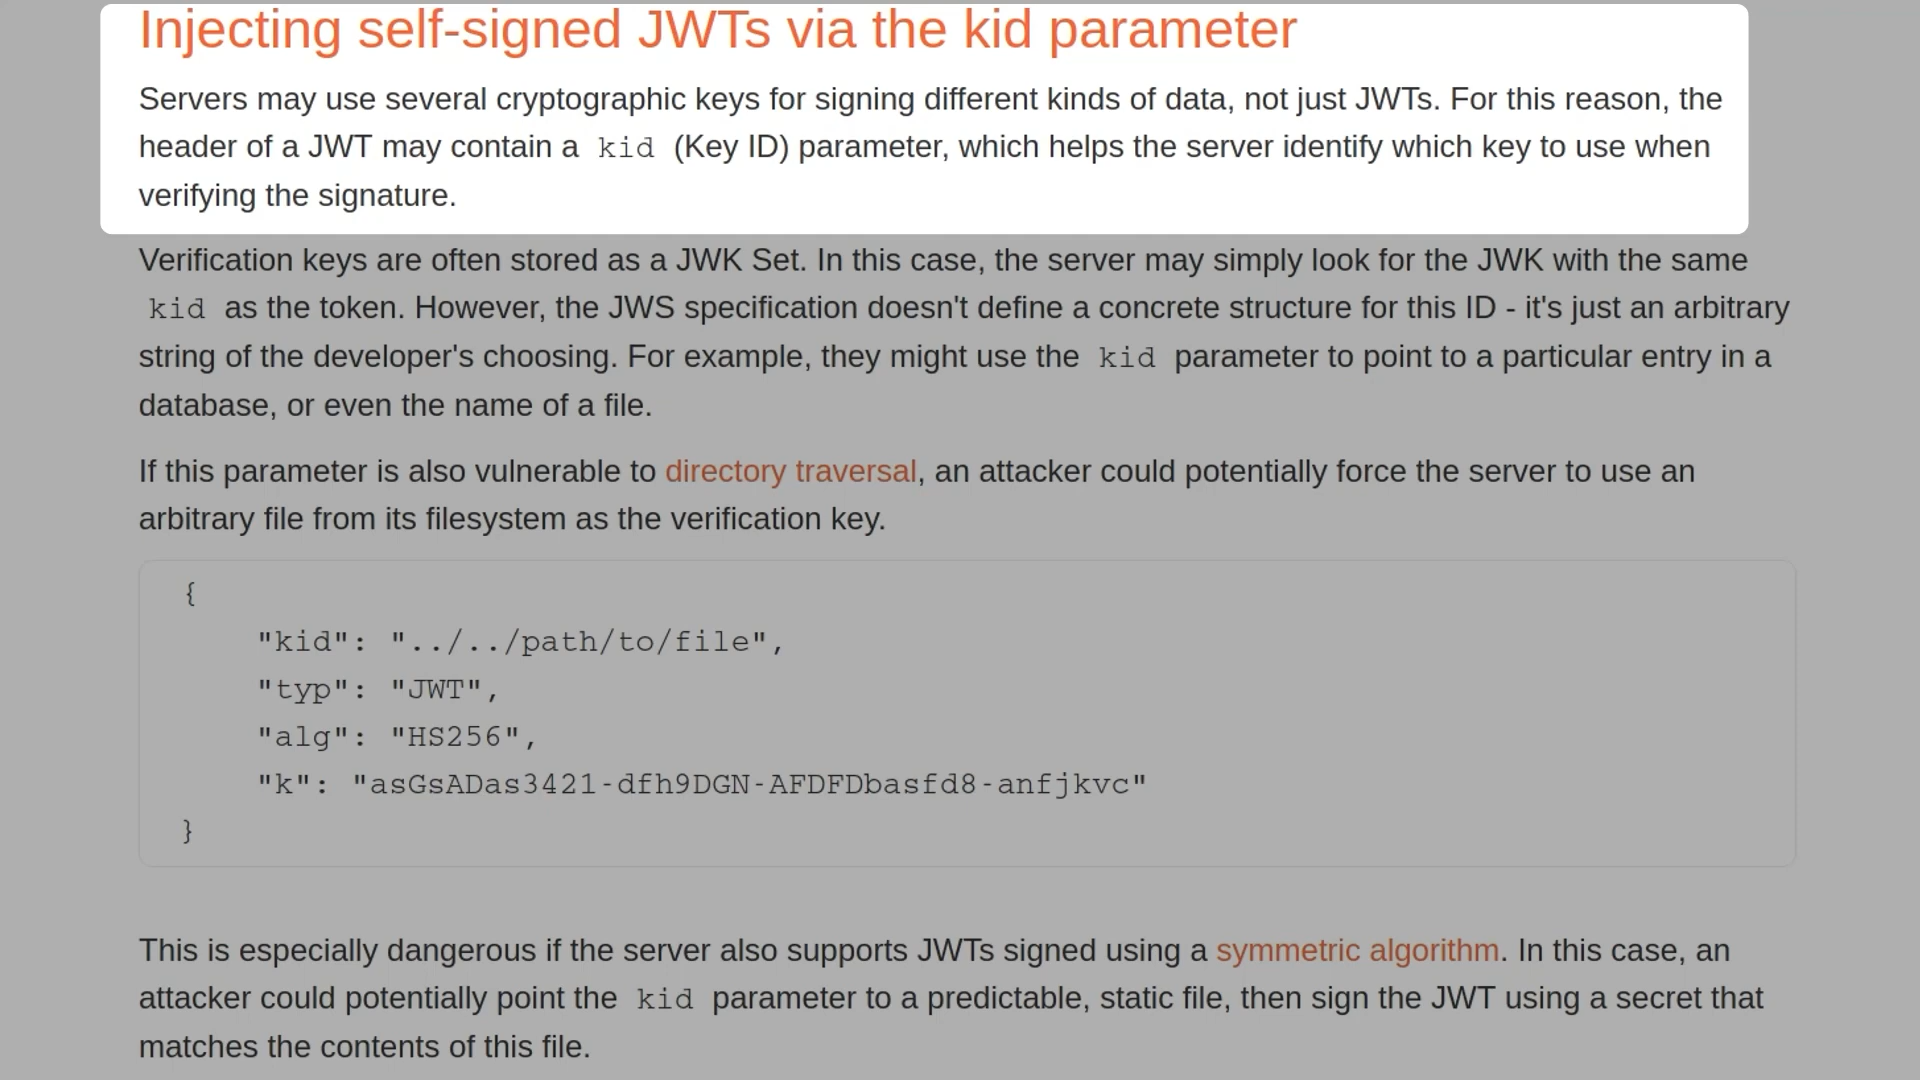 Injecting self-signed JWTs via the kid parameter
Servers may use several cryptographic keys for signing different kinds of data, not just JWTs. For this reason, the
header of a JWT may contain a kid (Key ID) parameter, which helps the server identify which key to use when
verifying the signature.
Verification keys are often stored as a JWK Set. In this case, the server may simply look for the JWK with the same
kid as the token. However, the JWS specification doesn't define a concrete structure for this ID - it's just an arbitrary
string of the developer's choosing. For example, they might use the kid parameter to point to a particular entry in a
database, or even the name of a file.
If this parameter is also vulnerable to directory traversal, an attacker could potentially force the server to use an
arbitrary file from its filesystem as the verification key.
{
"kid": "../../path/to/file",
"typ": "JWT",
"alg": "HS256",
"k": "asGsADas3421-dfh9DGN-AFDFDbasfd8-anfjkvc"
}
This is especially dangerous if the server also supports JWTs signed using a symmetric algorithm. In this case, an
attacker could potentially point the kid parameter to a predictable, static file, then sign the JWT using a secret that
matches the contents of this file.